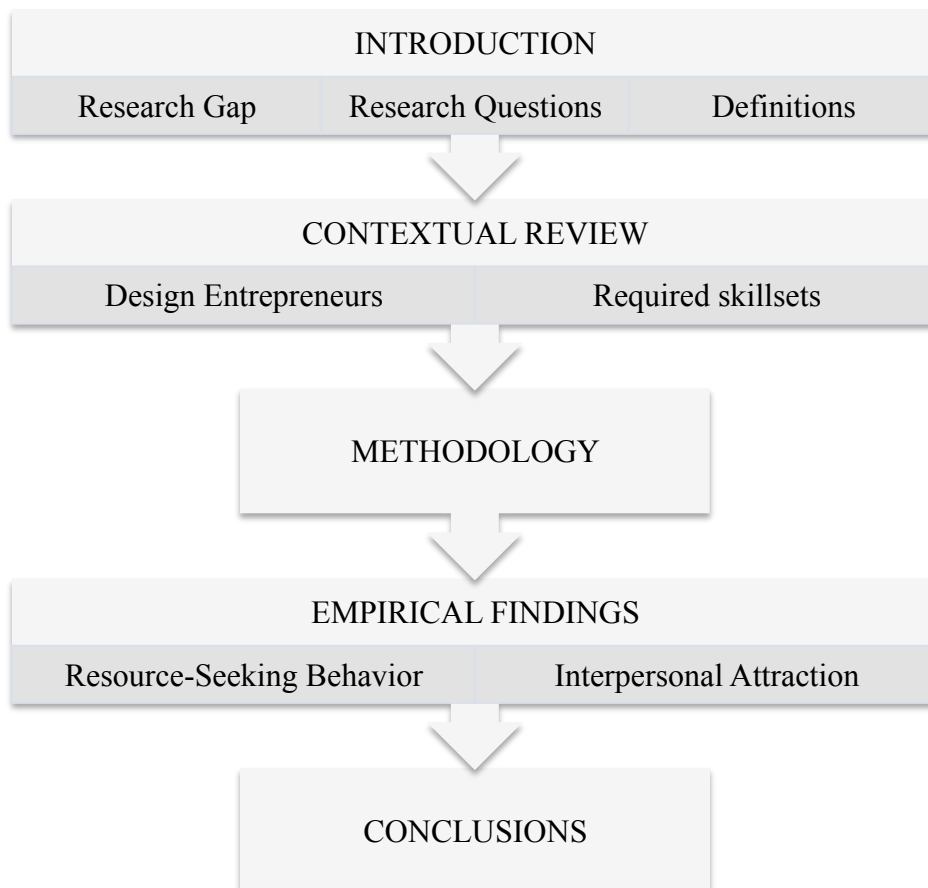 INTRODUCTION
Research Gap Research Questions Definitions
CONTEXTUAL REVIEW
Design Entrepreneurs Required skillsets
METHODOLOGY
EMPIRICAL FINDINGS
Resource-Seeking Behavior Interpersonal Attraction
CONCLUSIONS